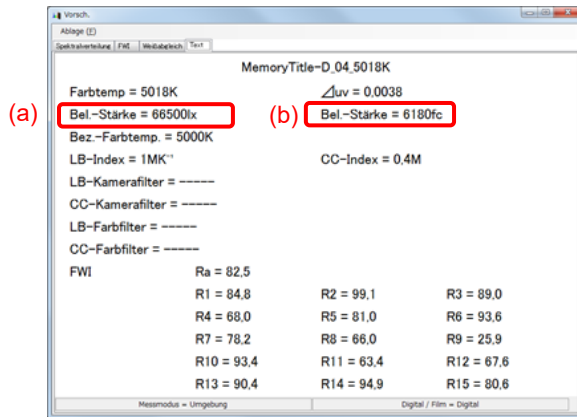 Vorsch.
Ablage (F)
Spektralverteilung FWI Weißabgleich Text
MemoryTitle-D_04_5018K
Farbtemp = 5018K ⊿uv = 0,0038
(a) Bel.-Stärke = 66500lx (b) Bel.-Stärke = 6180fc
Bez.-Farbtemp. = 5000K
LB-Index = 1MK⁻¹ CC-Index = 0,4M
LB-Kamerafilter = -----
CC-Kamerafilter = -----
LB-Farbfilter = -----
CC-Farbfilter = -----
FWI Ra = 82,5
R1 = 84,8 R2 = 99,1 R3 = 89,0
R4 = 68,0 R5 = 81,0 R6 = 93,6
R7 = 78,2 R8 = 66,0 R9 = 25,9
R10 = 93,4 R11 = 63,4 R12 = 67,6
R13 = 90,4 R14 = 94,9 R15 = 80,6
Messmodus = Umgebung Digital / Film = Digital